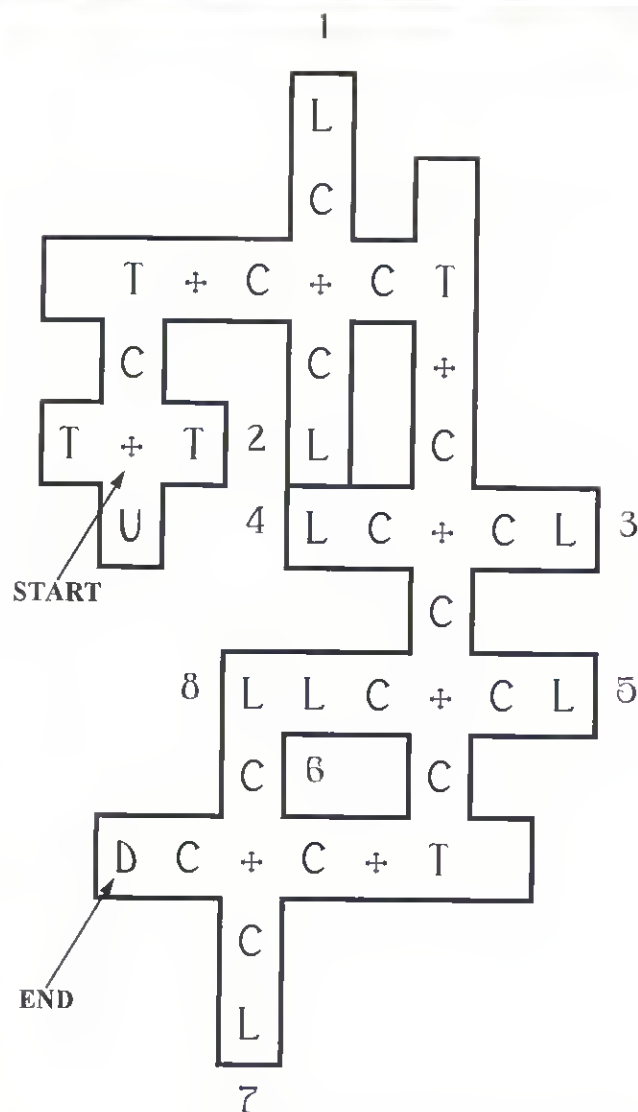 1
L
C
T ✢ C ✢ C T
C C ✢
T ✢ T 2 L C
U 4 L C ✢ C L 3
START
C
8 L L C ✢ C L 5
C 6 C
D C ✢ C ✢ T
C
END
L
7